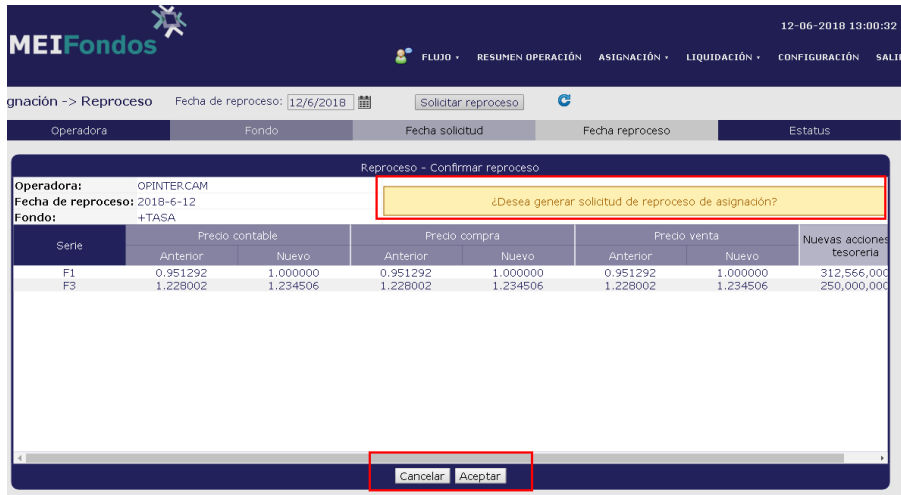 MEIFondos
12-06-2018 13:00:32
FLUJO RESUMEN OPERACIÓN ASIGNACIÓN LIQUIDACIÓN CONFIGURACIÓN SALI
gnación -> Reproceso Fecha de reproceso: 12/6/2018 Solicitar reproceso
Operadora Fondo Fecha solicitud Fecha reproceso Estatus
Reproceso - Confirmar reproceso
Operadora: OPINTERCAM
Fecha de reproceso: 2018-6-12
Fondo: +TASA
¿Desea generar solicitud de reproceso de asignación?
Serie Precio contable Precio compra Precio venta Nuevas acciones
tesoreria
Anterior Nuevo Anterior Nuevo Anterior Nuevo
F1 0.951292 1.000000 0.951292 1.000000 0.951292 1.000000 312,566,000
F3 1.228002 1.234506 1.228002 1.234506 1.228002 1.234506 250,000,000
Cancelar Aceptar